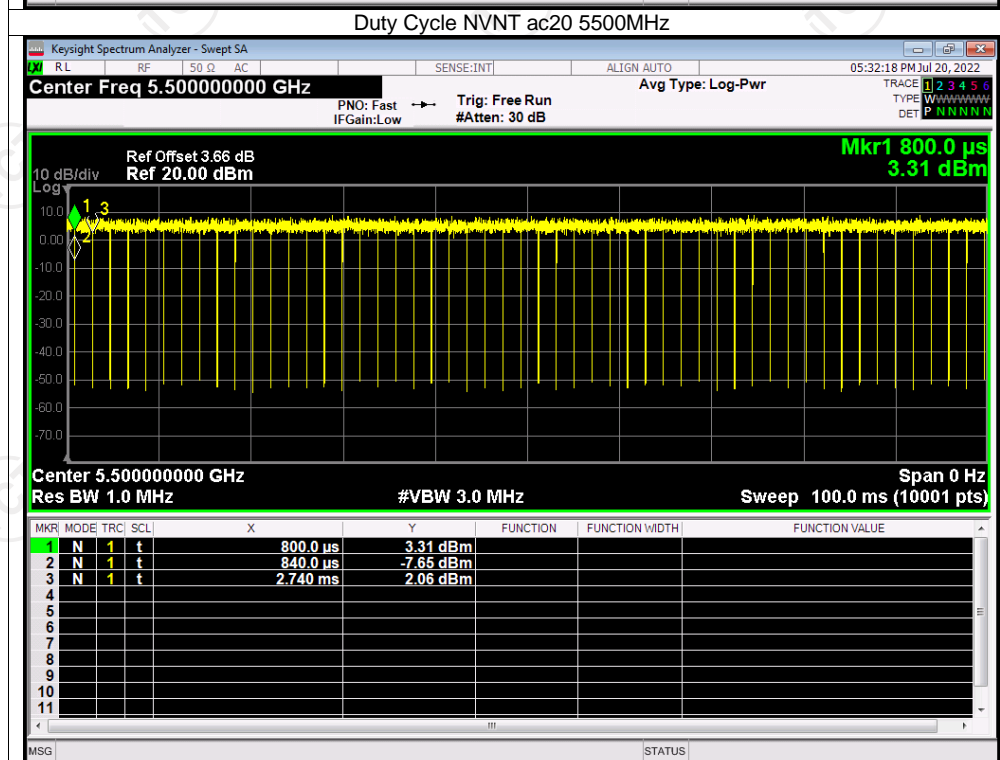 Duty Cycle NVNT ac20 5500MHz
Keysight Spectrum Analyzer - Swept SA
LXI RL RF 50 Ω AC SENSE:INT ALIGN AUTO 05:32:18 PM Jul 20, 2022
Center Freq 5.500000000 GHz Avg Type: Log-Pwr TRACE 1 2 3 4 5 6
PNO: Fast Trig: Free Run TYPE WWWWWW
IFGain:Low #Atten: 30 dB DET P N N N N N
Mkr1 800.0 µs
Ref Offset 3.66 dB
10 dB/div Ref 20.00 dBm 3.31 dBm
Log
10.0
0.00
-10.0
-20.0
-30.0
-40.0
-50.0
-60.0
-70.0
1 3
2
Center 5.500000000 GHz Span 0 Hz
Res BW 1.0 MHz #VBW 3.0 MHz Sweep 100.0 ms (10001 pts)
MKR MODE TRC SCL X Y FUNCTION FUNCTION WIDTH FUNCTION VALUE
1 N 1 t 800.0 µs 3.31 dBm
2 N 1 t 840.0 µs -7.65 dBm
3 N 1 t 2.740 ms 2.06 dBm
4
5
6
7
8
9
10
11
MSG STATUS